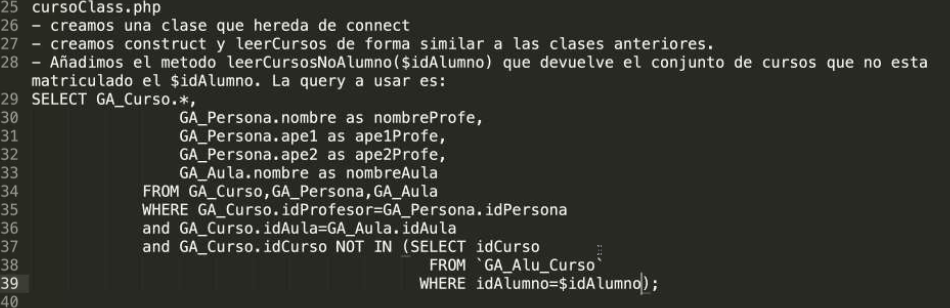 25 cursoClass.php
26 - creamos una clase que hereda de connect
27 - creamos construct y leerCursos de forma similar a las clases anteriores.
28 - Añadimos el metodo leerCursosNoAlumno($idAlumno) que devuelve el conjunto de cursos que no esta
matriculado el $idAlumno. La query a usar es:
29 SELECT GA_Curso.*,
30 GA_Persona.nombre as nombreProfe,
31 GA_Persona.ape1 as ape1Profe,
32 GA_Persona.ape2 as ape2Profe,
33 GA_Aula.nombre as nombreAula
34 FROM GA_Curso,GA_Persona,GA_Aula
35 WHERE GA_Curso.idProfesor=GA_Persona.idPersona
36 and GA_Curso.idAula=GA_Aula.idAula
37 and GA_Curso.idCurso NOT IN (SELECT idCurso
38 FROM `GA_Alu_Curso`
39 WHERE idAlumno=$idAlumno);
40